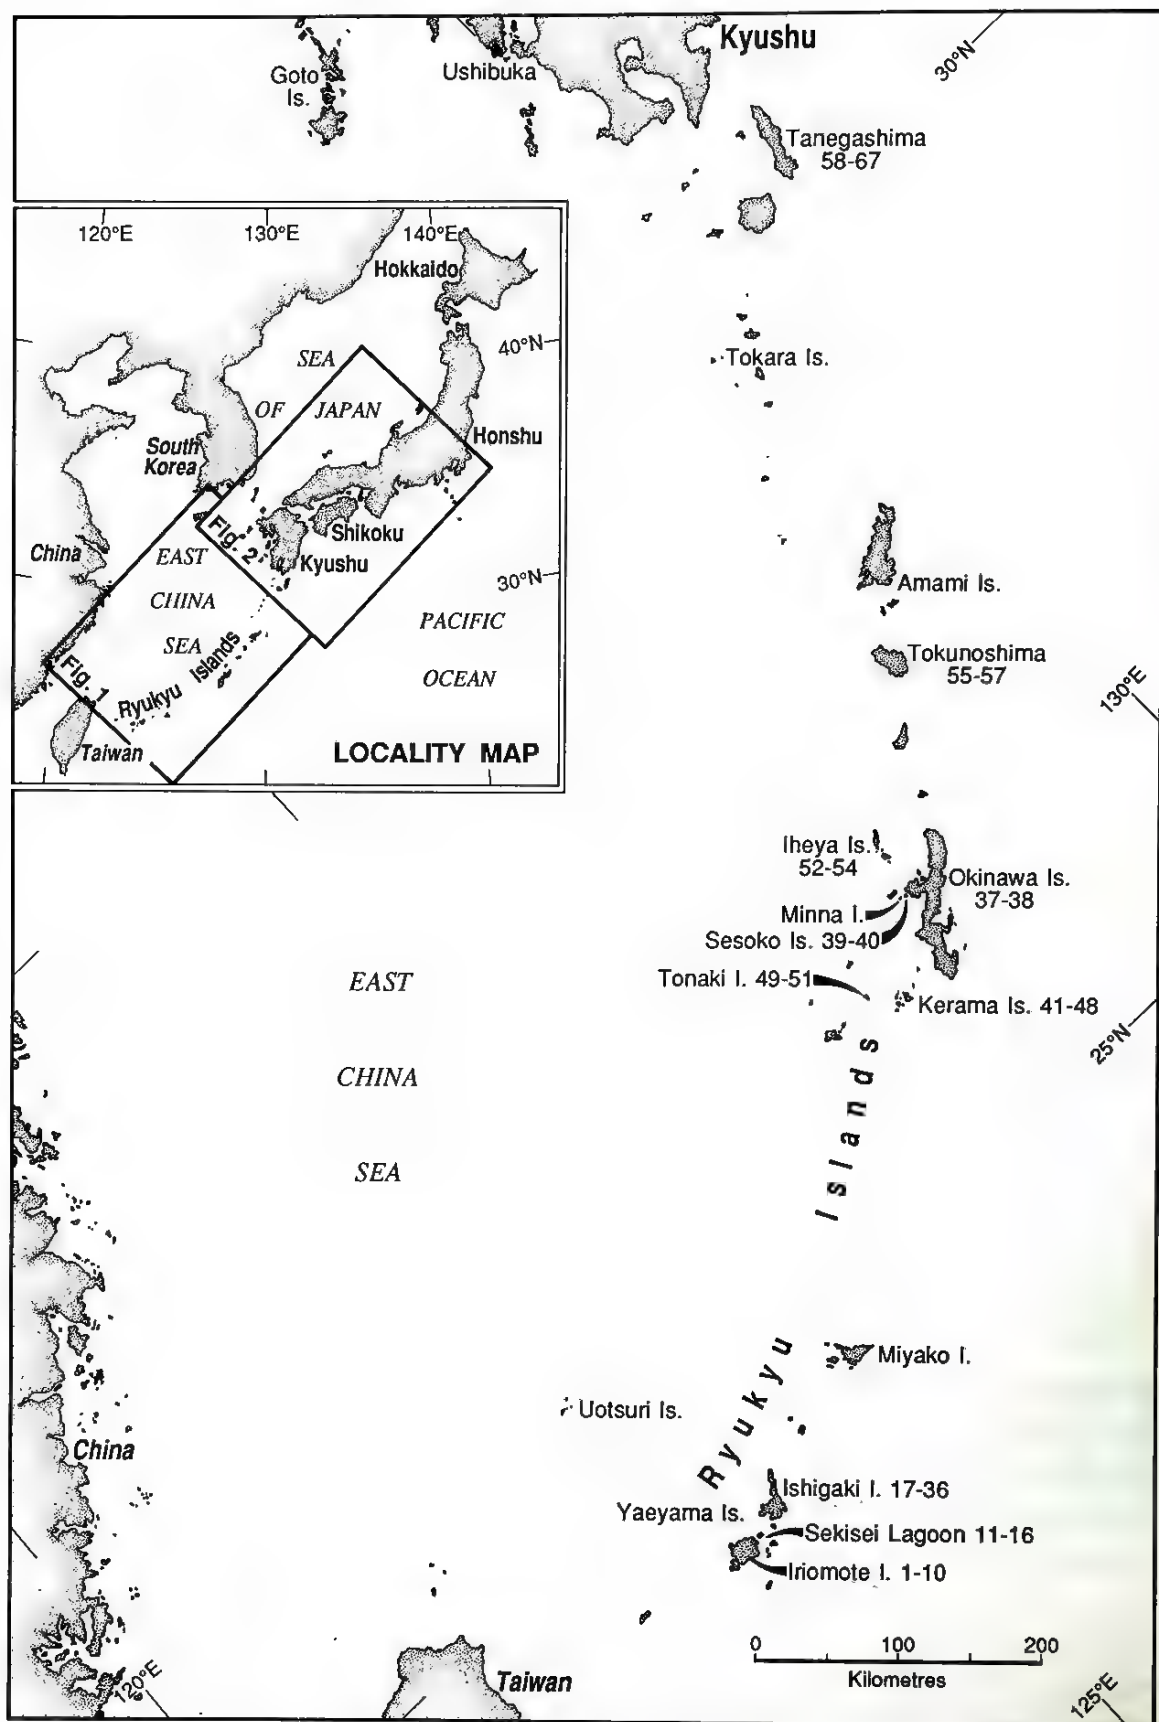 Kyushu
30°N
Goto
Is.
Ushibuka
Tanegashima
58-67
120°E
130°E
140°E
Hokkaido
40°N
SEA
OF JAPAN
Honshu
South
Korea
Fig. 2
Shikoku
China
EAST
Kyushu
30°N
CHINA
SEA
PACIFIC
OCEAN
Fig. 1
Ryukyu Islands
Taiwan
LOCALITY MAP
Tokara Is.
Amami Is.
Tokunoshima
55-57
130°E
Iheya Is.
52-54
Okinawa Is.
37-38
Minna I.
Sesoko Is. 39-40
Tonaki I. 49-51
Kerama Is. 41-48
25°N
EAST
CHINA
SEA
Ryukyu Islands
Miyako I.
Uotsuri Is.
China
Ishigaki I. 17-36
Yaeyama Is.
Sekisei Lagoon 11-16
Iriomote I. 1-10
0 100 200
Kilometres
120°E
Taiwan
125°E